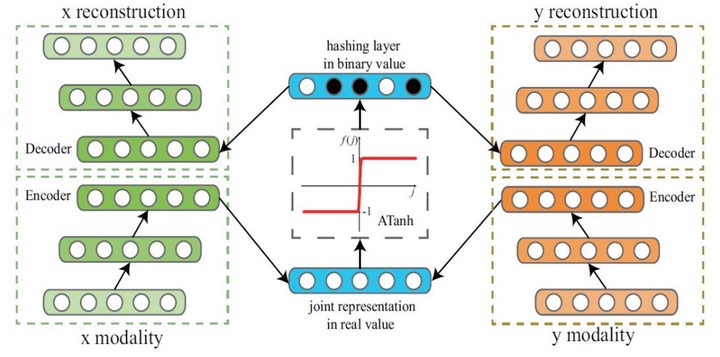 x reconstruction
y reconstruction
hashing layer
in binary value
Decoder
Decoder
f(j)
1
j
-1
ATanh
Encoder
Encoder
joint representation
in real value
x modality
y modality